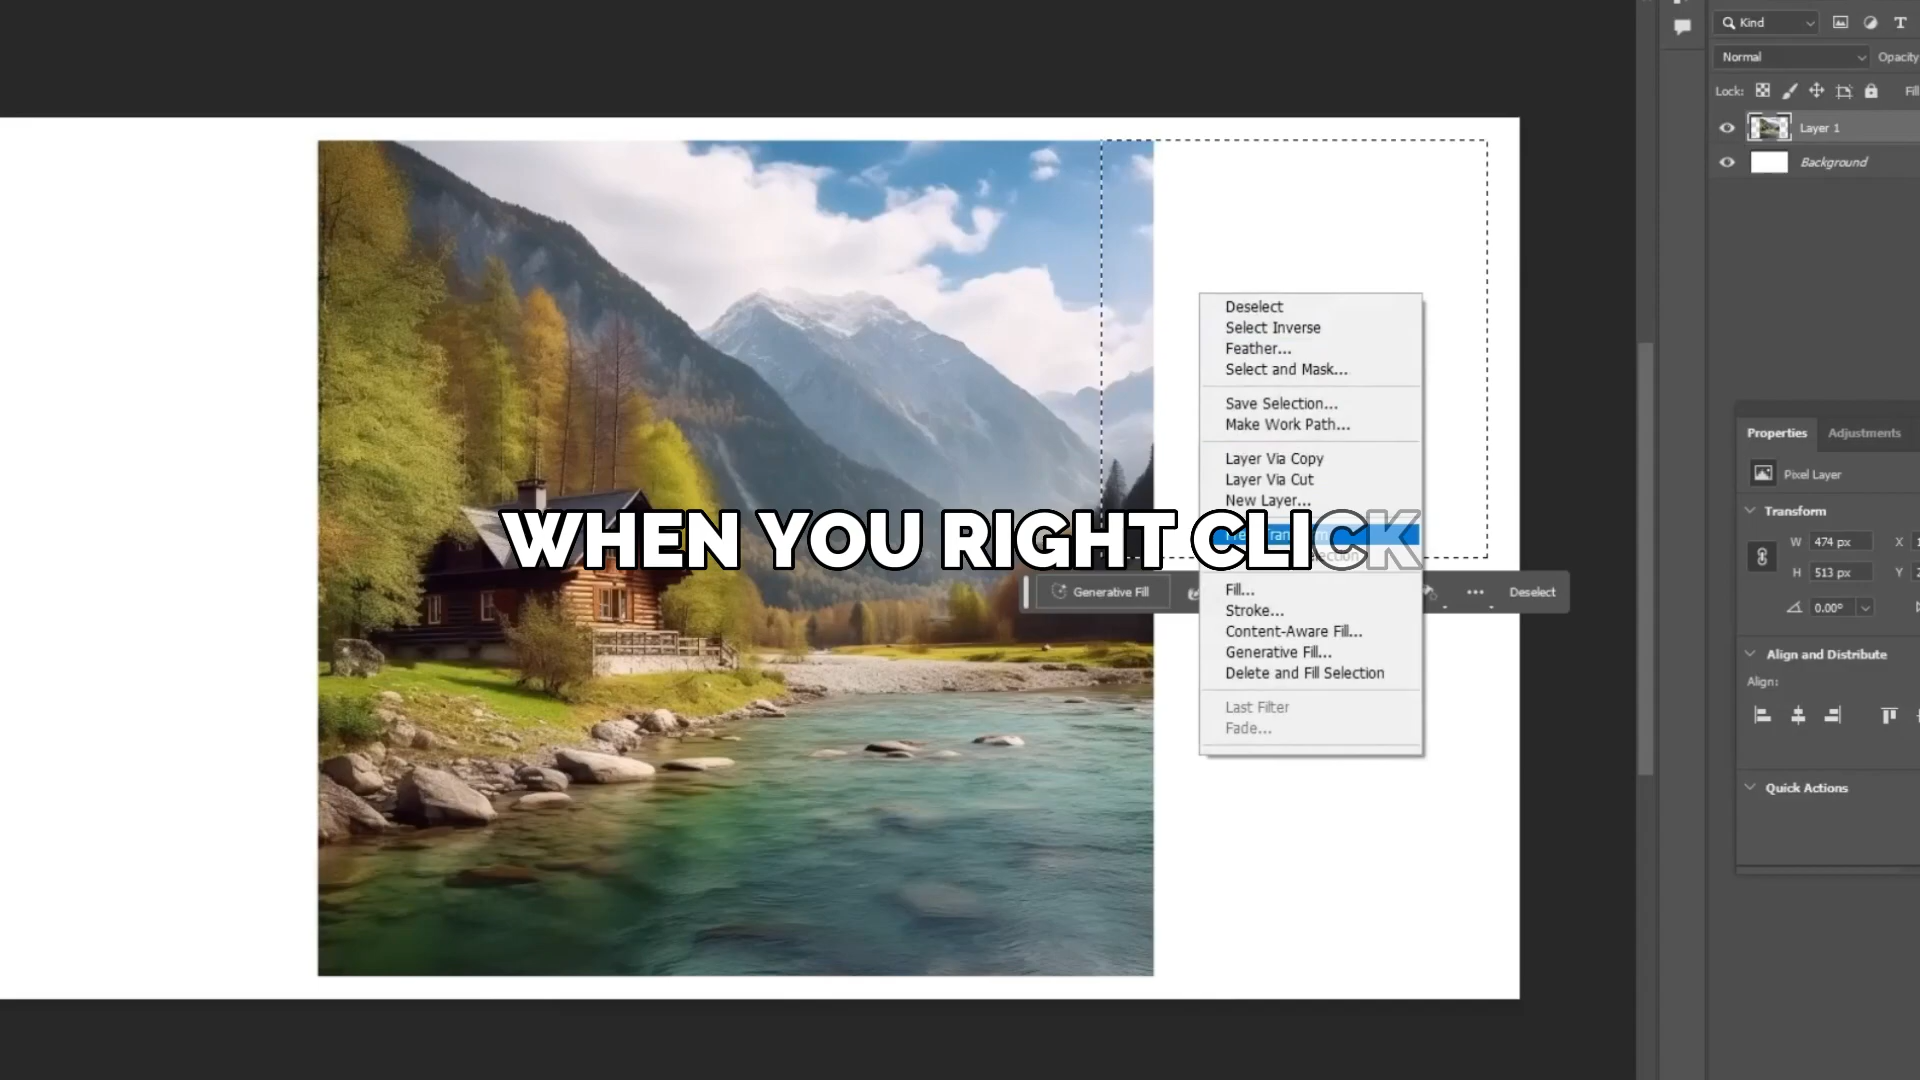 Kind
Normal
Opacity
Lock:
Fill
Layer 1
Background
Deselect
Select Inverse
Feather...
Select and Mask...
Save Selection...
Make Work Path...
Layer Via Copy
Layer Via Cut
New Layer...
WHEN YOU RIGHT CLICK
Generative Fill
Deselect
Fill...
Stroke...
Content-Aware Fill...
Generative Fill...
Delete and Fill Selection
Last Filter
Fade...
Properties
Adjustments
Pixel Layer
Transform
W 474 px X
H 513 px Y
0.00°
Align and Distribute
Align:
Quick Actions